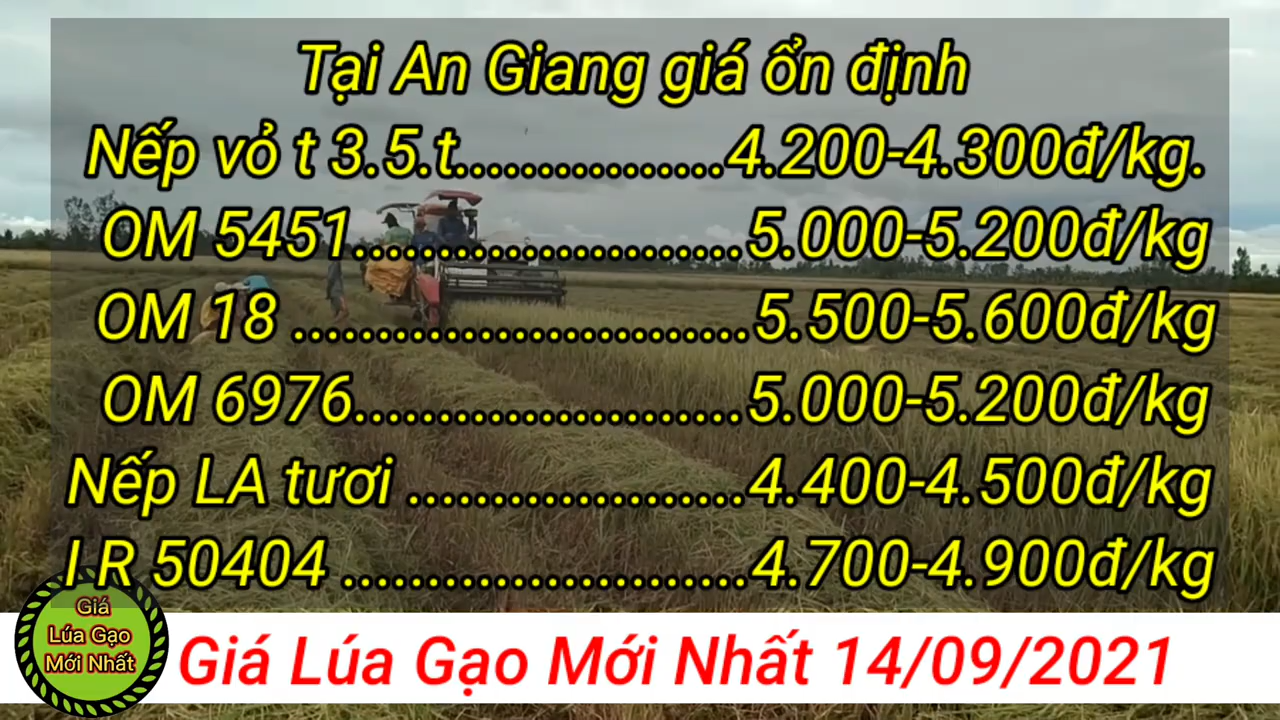 Tại An Giang giá ổn định
Nếp vỏ t 3.5.t................4.200-4.300đ/kg.
OM 5451.......................5.000-5.200đ/kg
OM 18 ...........................5.500-5.600đ/kg
OM 6976.......................5.000-5.200đ/kg
Nếp LA tươi ....................4.400-4.500đ/kg
I R 50404 ........................4.700-4.900đ/kg
Giá
Lúa Gạo
Mới Nhất
Giá Lúa Gạo Mới Nhất 14/09/2021